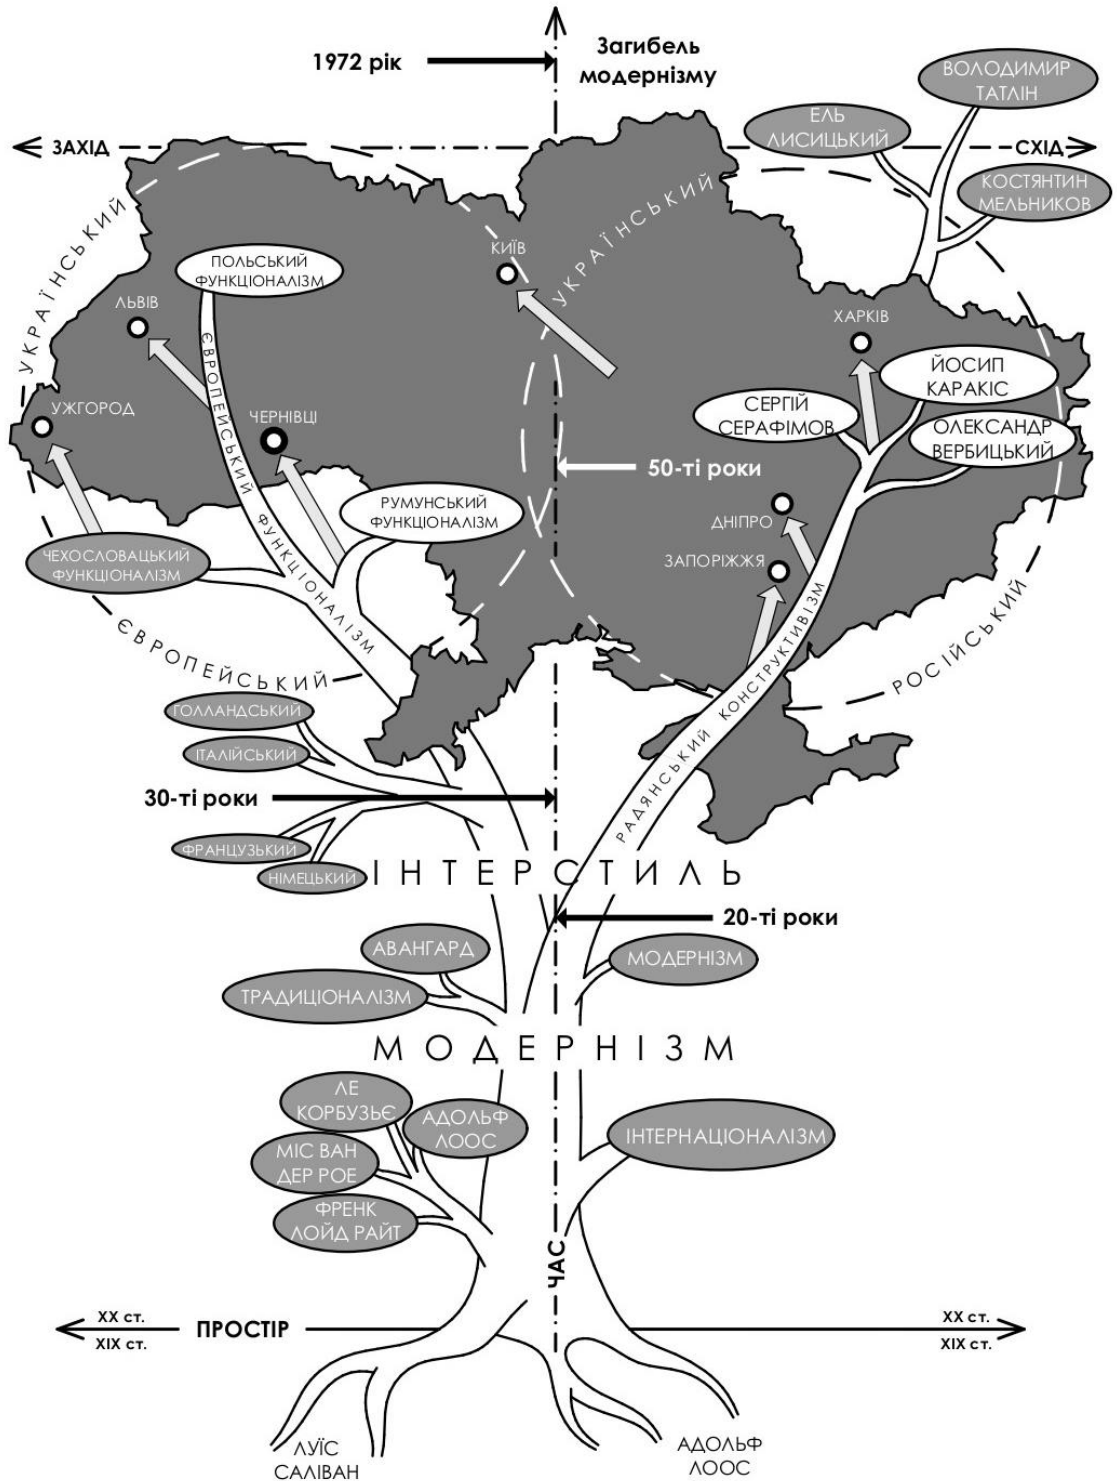 1972 рік
Загибель
модернізму
ВОЛОДИМИР
ТАТЛІН
ЕЛЬ
ЛИСИЦЬКИЙ
ЗАХІД
СХІД
КОСТЯНТИН
МЕЛЬНИКОВ
УКРАЇНСЬКИЙ
УКРАЇНСЬКИЙ
КИЇВ
ПОЛЬСЬКИЙ
ФУНКЦІОНАЛІЗМ
ЛЬВІВ
ХАРКІВ
ЙОСИП
КАРАКІС
УЖГОРОД
ЧЕРНІВЦІ
СЕРГІЙ
СЕРАФІМОВ
ОЛЕКСАНДР
ВЕРБИЦЬКИЙ
50-ті роки
ЄВРОПЕЙСЬКИЙ ФУНКЦІОНАЛІЗМ
РУМУНСЬКИЙ
ФУНКЦІОНАЛІЗМ
ДНІПРО
ЧЕХОСЛОВАЦЬКИЙ
ФУНКЦІОНАЛІЗМ
ЗАПОРІЖЖЯ
ЄВРОПЕЙСЬКИЙ
РОСІЙСЬКИЙ
РАДЯНСЬКИЙ КОНСТРУКТИВІЗМ
ГОЛЛАНДСЬКИЙ
ІТАЛІЙСЬКИЙ
30-ті роки
ФРАНЦУЗЬКИЙ
НІМЕЦЬКИЙ
ІНТЕРСТИЛЬ
20-ті роки
АВАНГАРД
МОДЕРНІЗМ
ТРАДИЦІОНАЛІЗМ
МОДЕРНІЗМ
ЛЕ
КОРБУЗЬЄ
АДОЛЬФ
ЛООС
ІНТЕРНАЦІОНАЛІЗМ
МІС ВАН
ДЕР РОЕ
ФРЕНК
ЛОЙД РАЙТ
ЧАС
ХХ ст.
ХІХ ст.
ПРОСТІР
ХХ ст.
ХІХ ст.
ЛУЇС
САЛІВАН
АДОЛЬФ
ЛООС